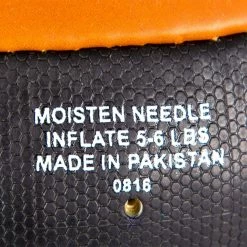 MOISTEN NEEDLE
INFLATE 5-6 LBS
MADE IN PAKISTAN
0816